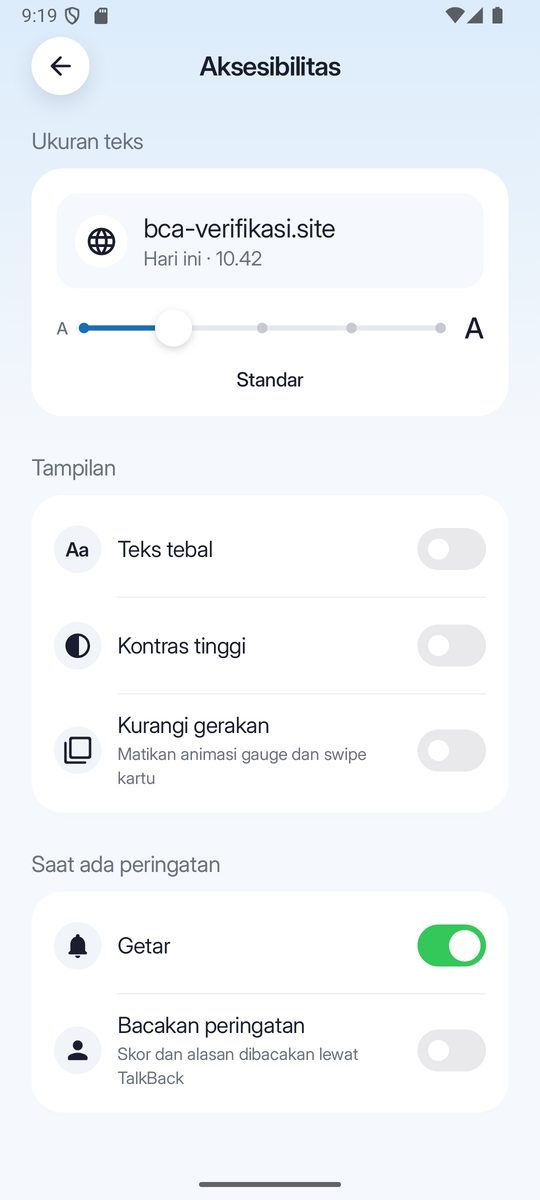 9:19
Aksesibilitas
Ukuran teks
bca-verifikasi.site
Hari ini · 10.42
A A
Standar
Tampilan
Aa Teks tebal
Kontras tinggi
Kurangi gerakan
Matikan animasi gauge dan swipe
kartu
Saat ada peringatan
Getar
Bacakan peringatan
Skor dan alasan dibacakan lewat
TalkBack